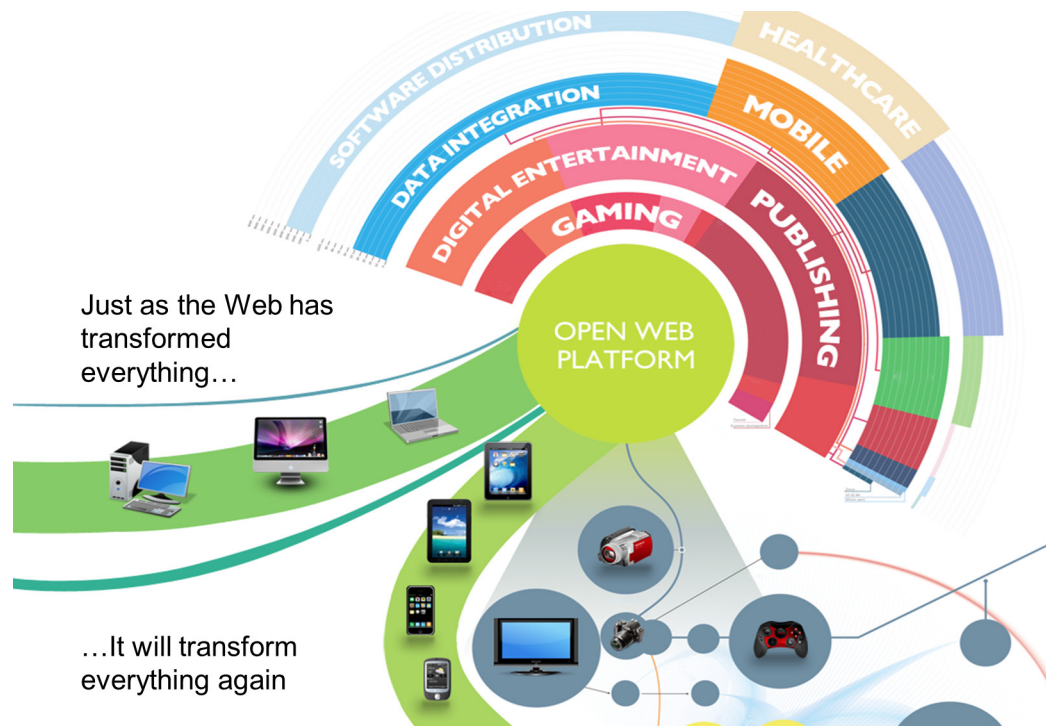 SOFTWARE DISTRIBUTION
HEALTHCARE
DATA INTEGRATION
MOBILE
DIGITAL ENTERTAINMENT
PUBLISHING
GAMING
OPEN WEB
PLATFORM
Just as the Web has
transformed
everything…
…It will transform
everything again